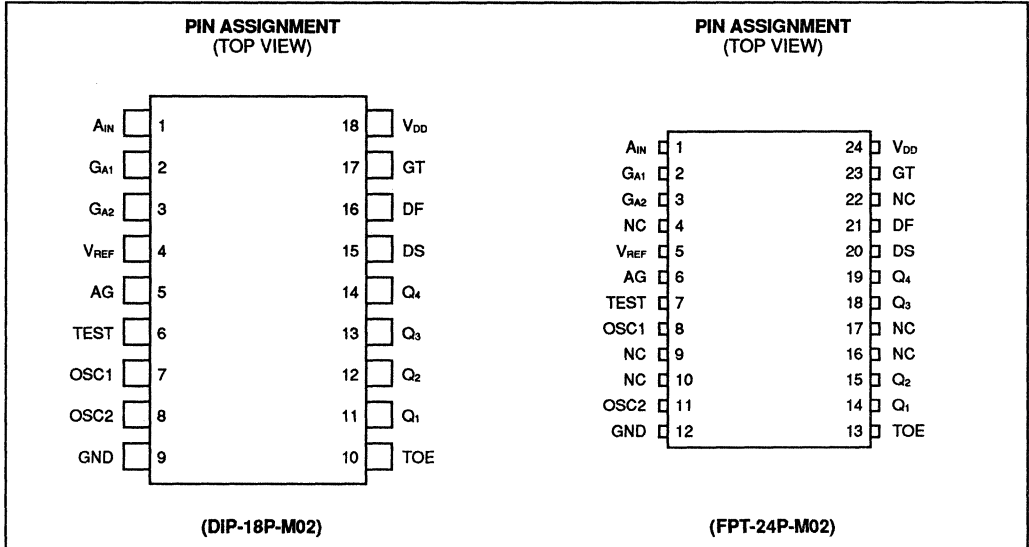 PIN ASSIGNMENT
(TOP VIEW)
AIN 1 18 VDD
GA1 2 17 GT
GA2 3 16 DF
VREF 4 15 DS
AG 5 14 Q4
TEST 6 13 Q3
OSC1 7 12 Q2
OSC2 8 11 Q1
GND 9 10 TOE
(DIP-18P-M02)
PIN ASSIGNMENT
(TOP VIEW)
AIN 1 24 VDD
GA1 2 23 GT
GA2 3 22 NC
NC 4 21 DF
VREF 5 20 DS
AG 6 19 Q4
TEST 7 18 Q3
OSC1 8 17 NC
NC 9 16 NC
NC 10 15 Q2
OSC2 11 14 Q1
GND 12 13 TOE
(FPT-24P-M02)